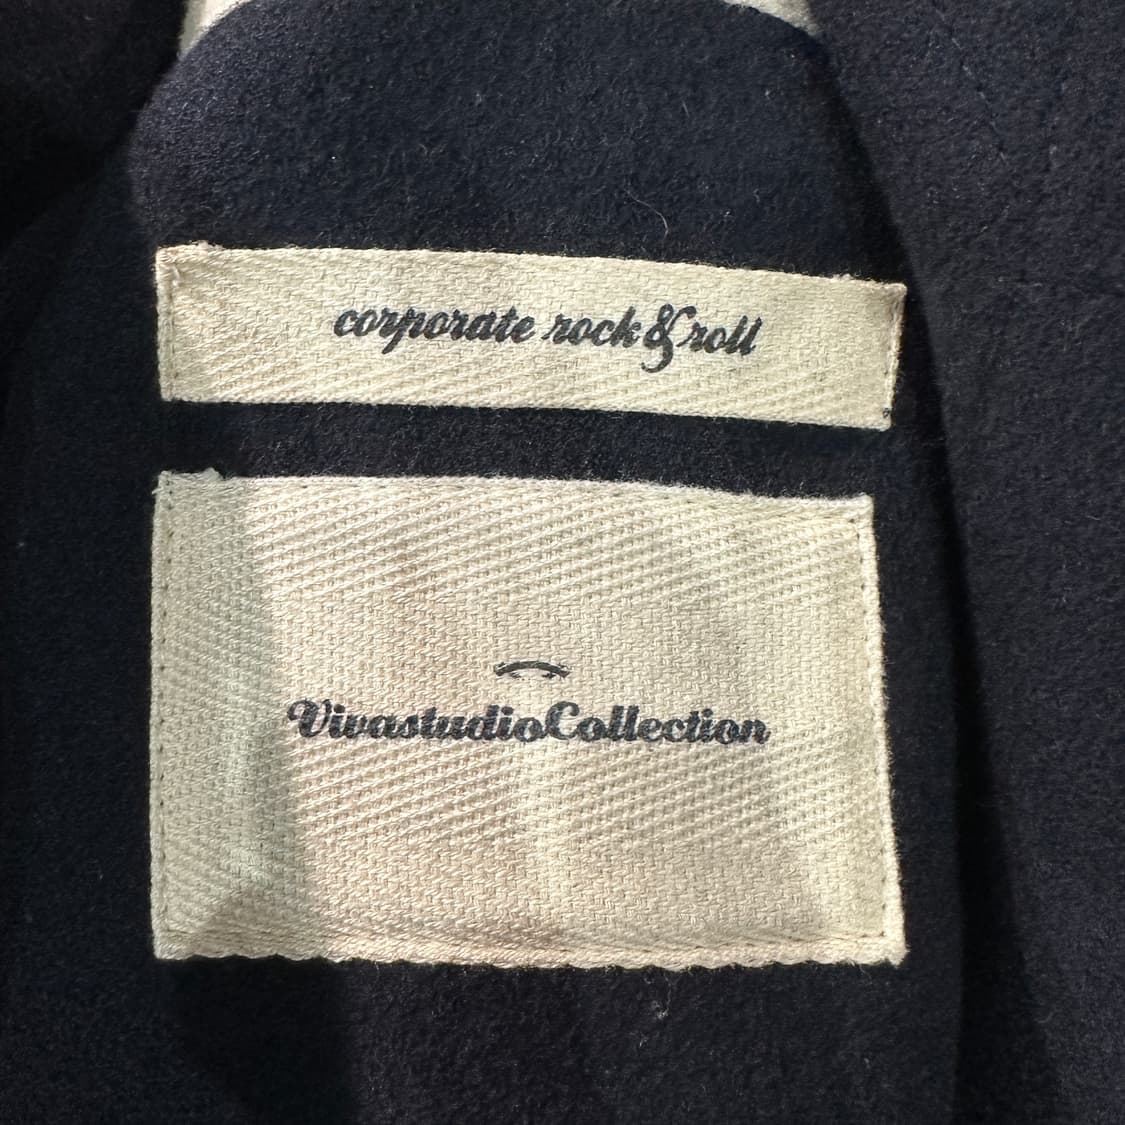 corporate rock & roll
VivastudioCollection